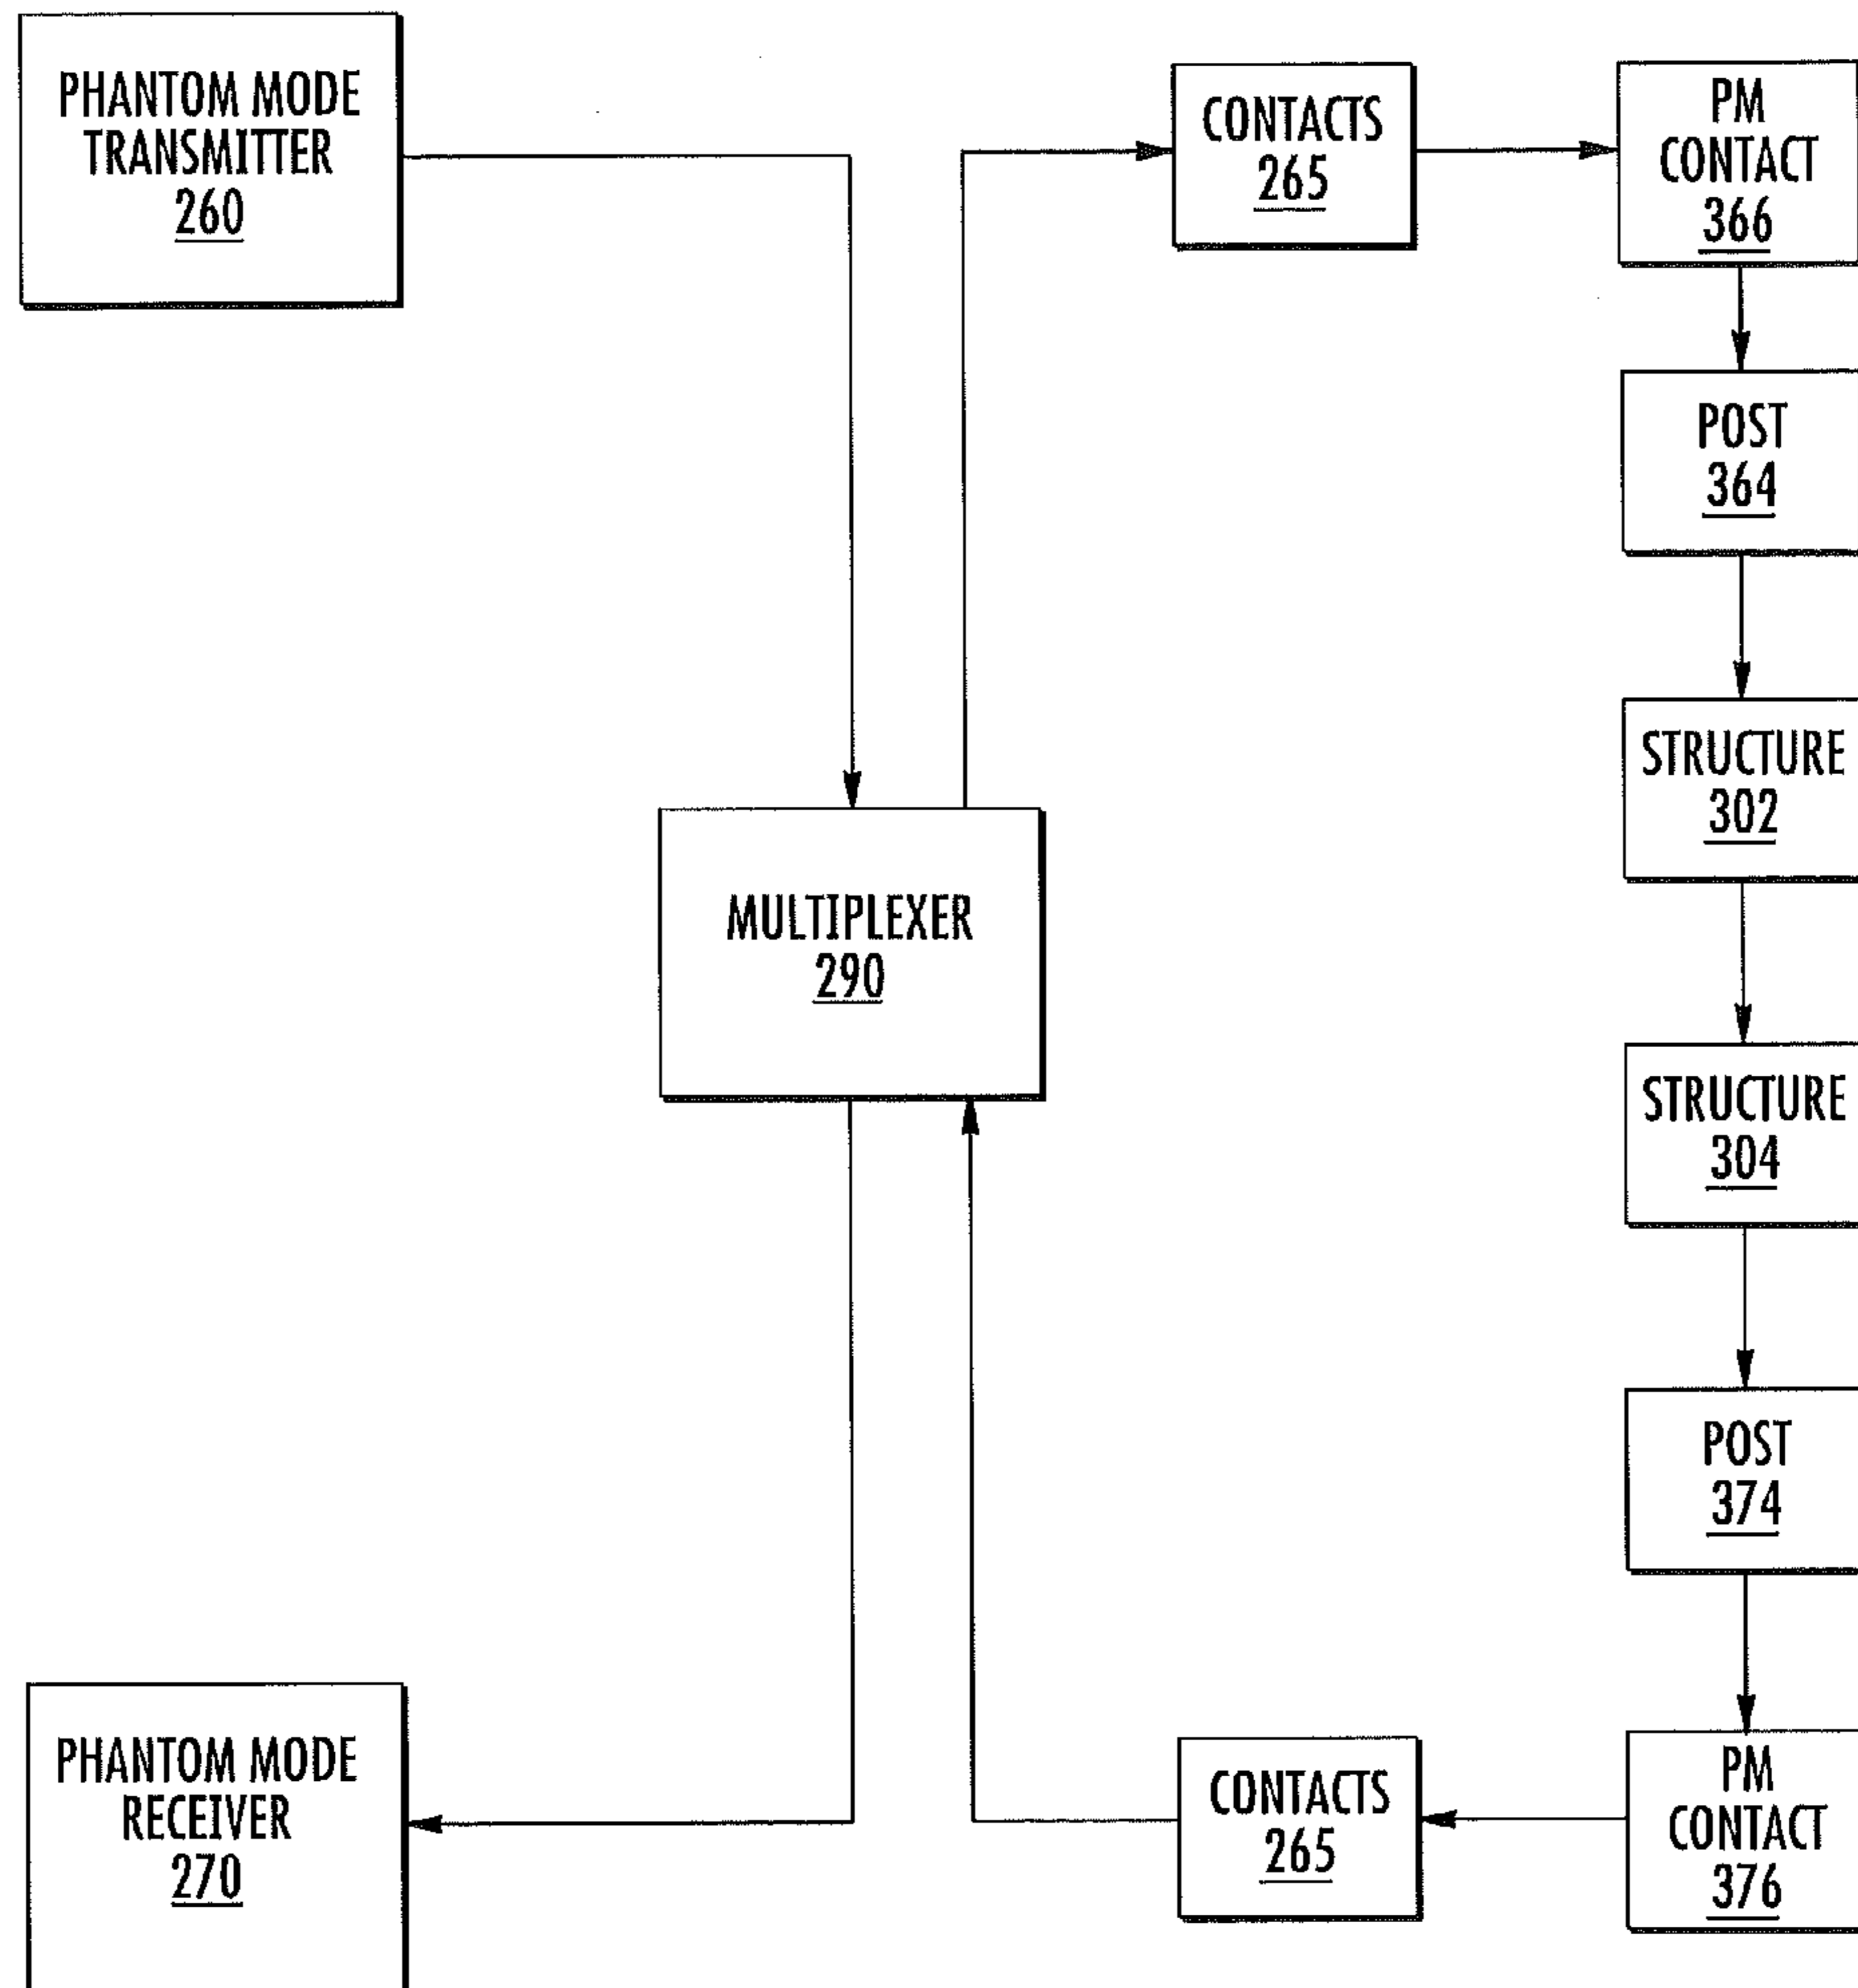 PHANTOM MODE
TRANSMITTER
260
CONTACTS
265
PM
CONTACT
366
POST
364
STRUCTURE
302
MULTIPLEXER
290
STRUCTURE
304
POST
374
PHANTOM MODE
RECEIVER
270
CONTACTS
265
PM
CONTACT
376